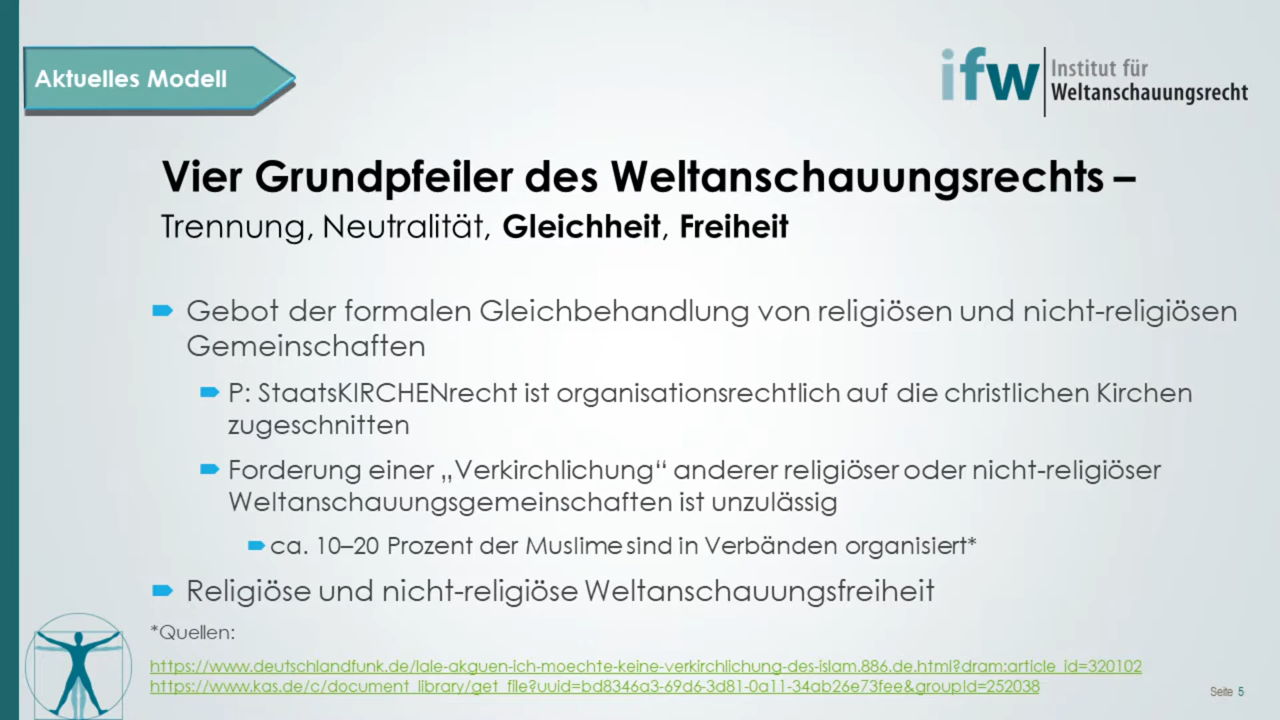 Aktuelles Modell
ifw Institut für
Weltanschauungsrecht
Vier Grundpfeiler des Weltanschauungsrechts –
Trennung, Neutralität, Gleichheit, Freiheit
Gebot der formalen Gleichbehandlung von religiösen und nicht-religiösen
Gemeinschaften
P: StaatsKIRCHENrecht ist organisationsrechtlich auf die christlichen Kirchen
zugeschnitten
Forderung einer „Verkirchlichung“ anderer religiöser oder nicht-religiöser
Weltanschauungsgemeinschaften ist unzulässig
ca. 10–20 Prozent der Muslime sind in Verbänden organisiert*
Religiöse und nicht-religiöse Weltanschauungsfreiheit
*Quellen:
https://www.deutschlandfunk.de/lale-akguen-ich-moechte-keine-verkirchlichung-des-islam.886.de.html?dram:article_id=320102
https://www.kas.de/c/document_library/get_file?uuid=bd8346a3-69d6-3d81-0a11-34ab26e73fee&groupId=252038
Seite 5